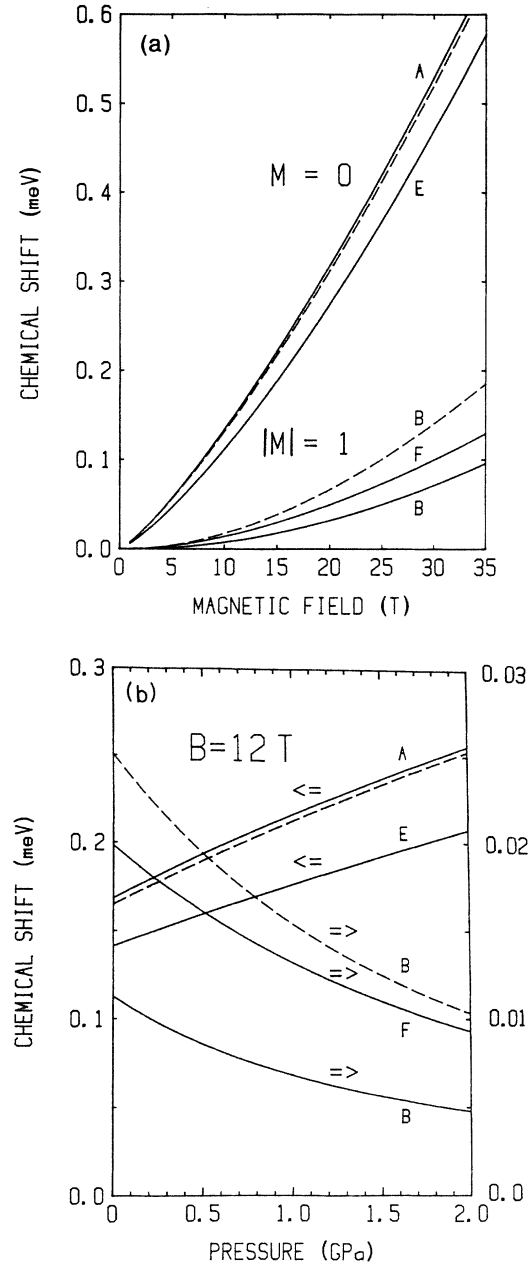 (a)
0.6
0.5
0.4
0.3
0.2
0.1
0.0
CHEMICAL SHIFT (meV)
A
M = 0
E
B
|M| = 1
F
B
0 5 10 15 20 25 30 35
MAGNETIC FIELD (T)
(b)
0.3
0.2
0.1
0.0
CHEMICAL SHIFT (meV)
0.03
0.02
0.01
0.0
B=12 T
A
<=
E
<=
=>
B
=>
F
=>
B
0 0.5 1.0 1.5 2.0
PRESSURE (GPa)